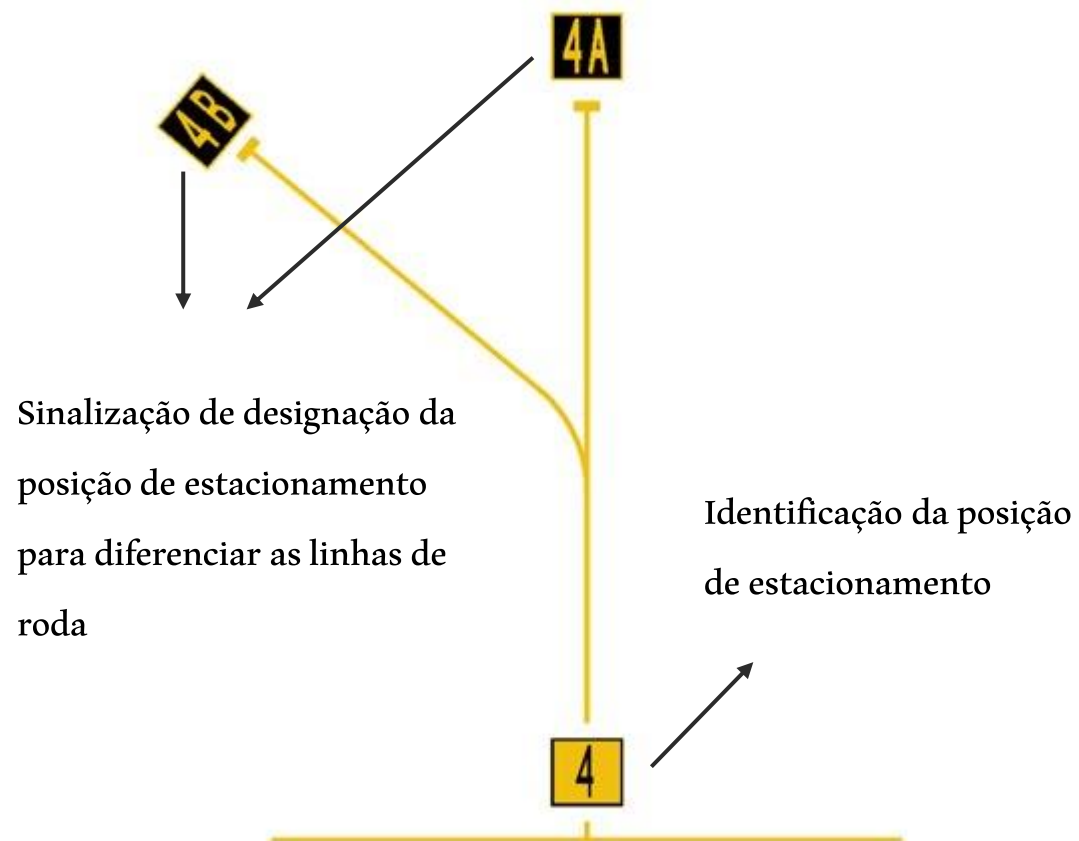 4A
4B
Sinalização de designação da
posição de estacionamento
para diferenciar as linhas de
roda
Identificação da posição
de estacionamento
4